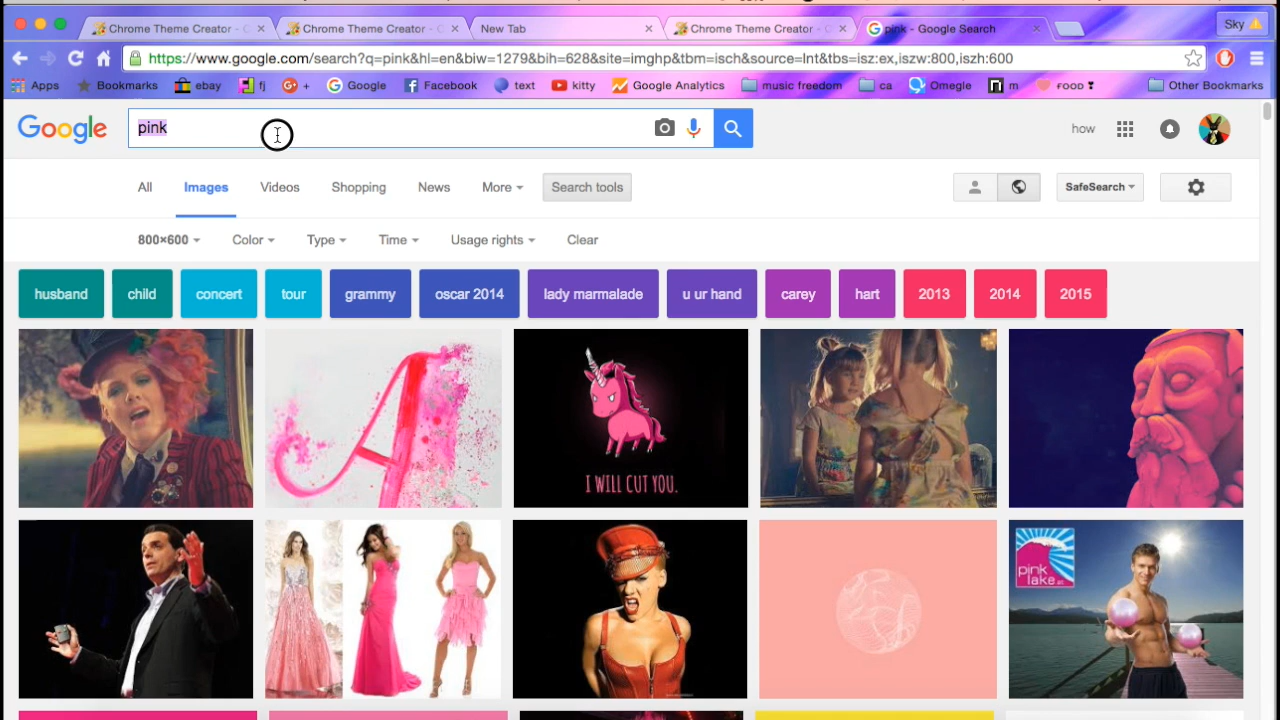 Chrome Theme Creator - C
Chrome Theme Creator - C
New Tab
Chrome Theme Creator -
pink - Google Search
Sky
https://www.google.com/search?q=pink&hl=en&biw=1279&bih=628&site=imghp&tbm=isch&source=lnt&tbs=isz:ex,iszw:800,iszh:600
Apps
Bookmarks
ebay
fj
+
Google
Facebook
text
kitty
Google Analytics
music freedom
ca
Omegle
m
FOOD
Other Bookmarks
Google
pink
how
All
Images
Videos
Shopping
News
More
Search tools
SafeSearch
800×600
Color
Type
Time
Usage rights
Clear
husband
child
concert
tour
grammy
oscar 2014
lady marmalade
u ur hand
carey
hart
2013
2014
2015
A
I WILL CUT YOU.
pink
lake